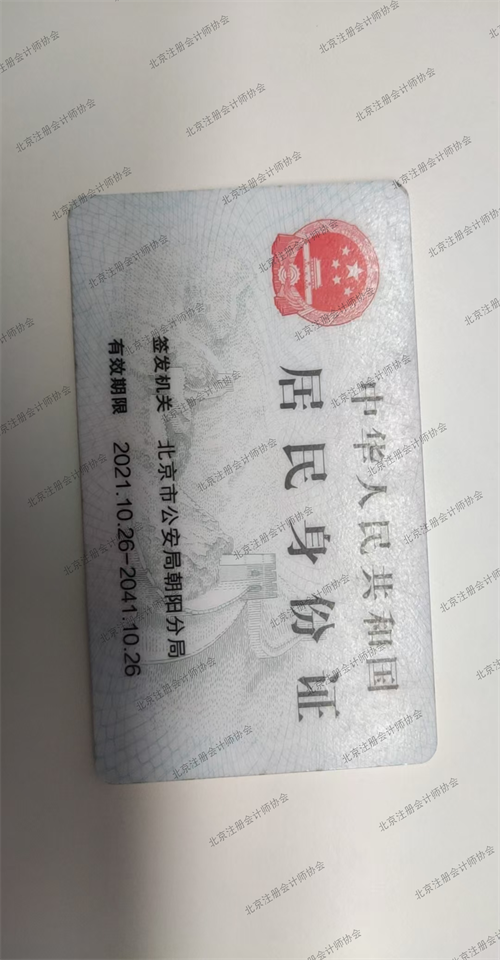 中华人民共和国
居民身份证
签发机关 北京市公安局朝阳分局
有效期限 2021.10.26-2041.10.26
北京注册会计师协会